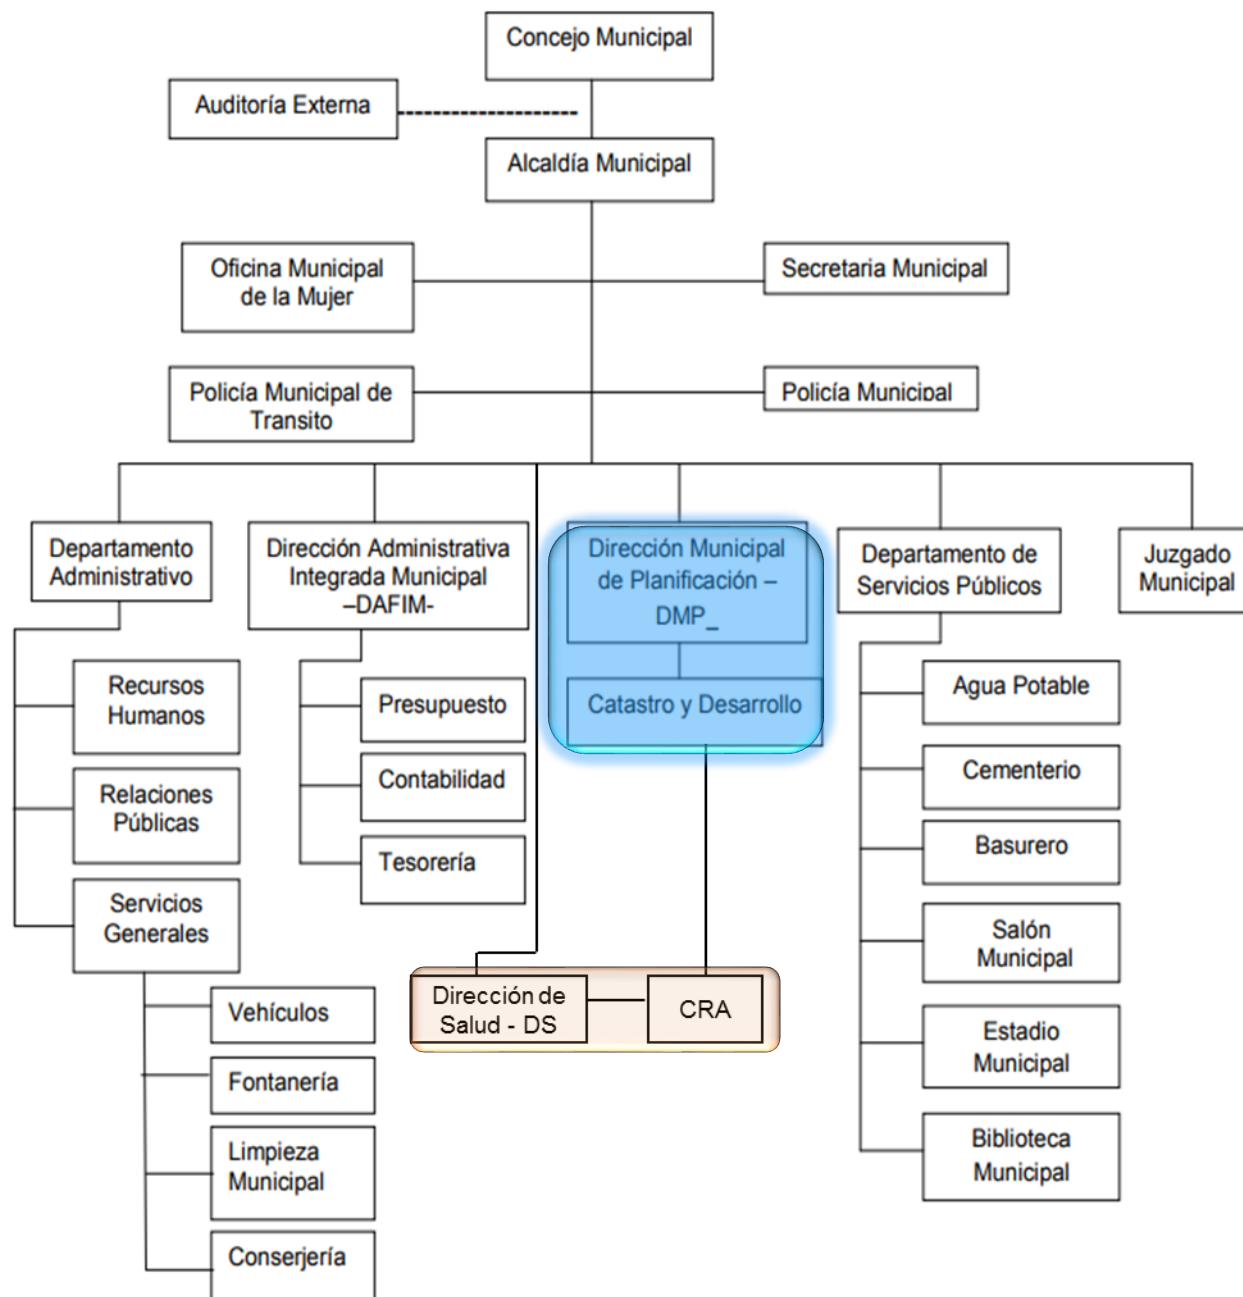 Concejo Municipal
Auditoría Externa
Alcaldía Municipal
Oficina Municipal
de la Mujer
Secretaria Municipal
Policía Municipal de
Transito
Policía Municipal
Departamento
Administrativo
Dirección Administrativa
Integrada Municipal
–DAFIM-
Dirección Municipal
de Planificación –
DMP_
Departamento de
Servicios Públicos
Juzgado
Municipal
Recursos
Humanos
Relaciones
Públicas
Servicios
Generales
Vehículos
Fontanería
Limpieza
Municipal
Conserjería
Presupuesto
Contabilidad
Tesorería
Catastro y Desarrollo
Dirección de
Salud - DS
CRA
Agua Potable
Cementerio
Basurero
Salón
Municipal
Estadio
Municipal
Biblioteca
Municipal